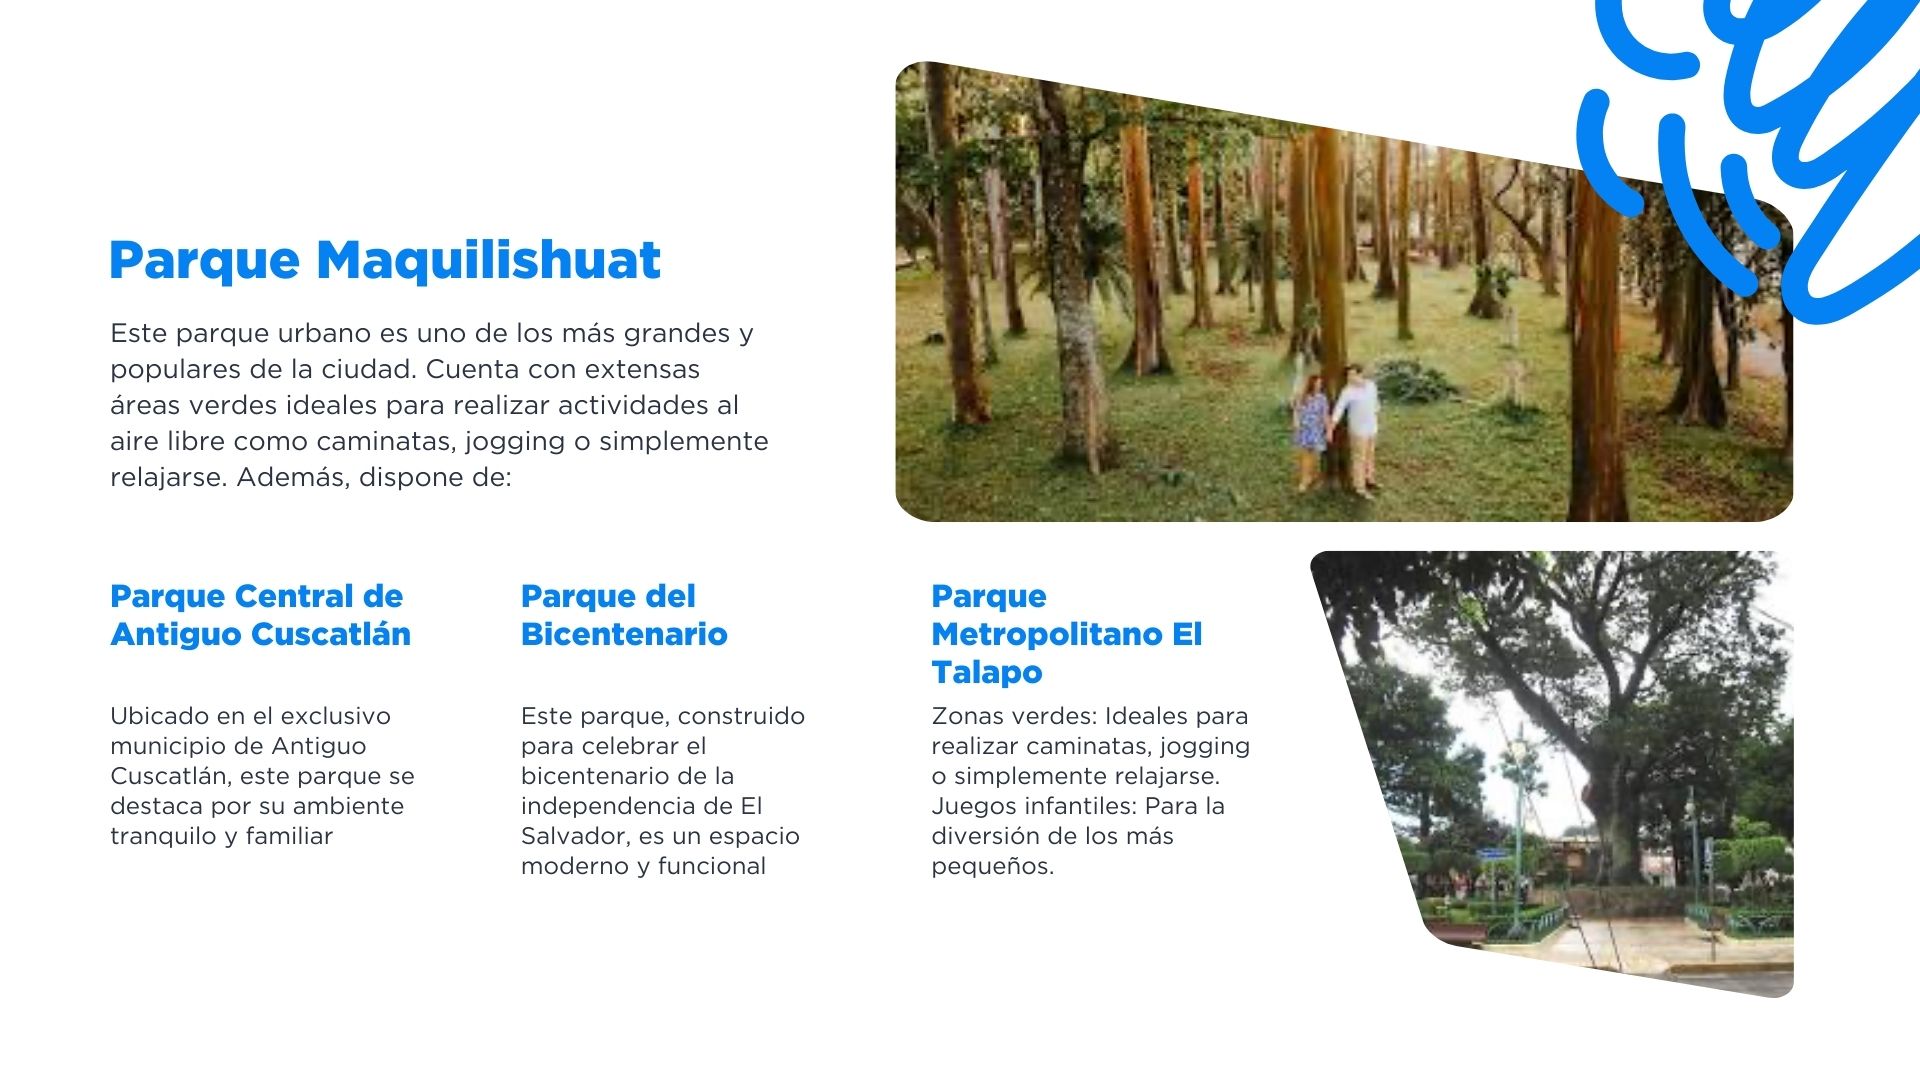 Parque Maquilishuat
Este parque urbano es uno de los más grandes y
populares de la ciudad. Cuenta con extensas
áreas verdes ideales para realizar actividades al
aire libre como caminatas, jogging o simplemente
relajarse. Además, dispone de:
Parque Central de
Antiguo Cuscatlán
Ubicado en el exclusivo
municipio de Antiguo
Cuscatlán, este parque se
destaca por su ambiente
tranquilo y familiar
Parque del
Bicentenario
Este parque, construido
para celebrar el
bicentenario de la
independencia de El
Salvador, es un espacio
moderno y funcional
Parque
Metropolitano El
Talapo
Zonas verdes: Ideales para
realizar caminatas, jogging
o simplemente relajarse.
Juegos infantiles: Para la
diversión de los más
pequeños.